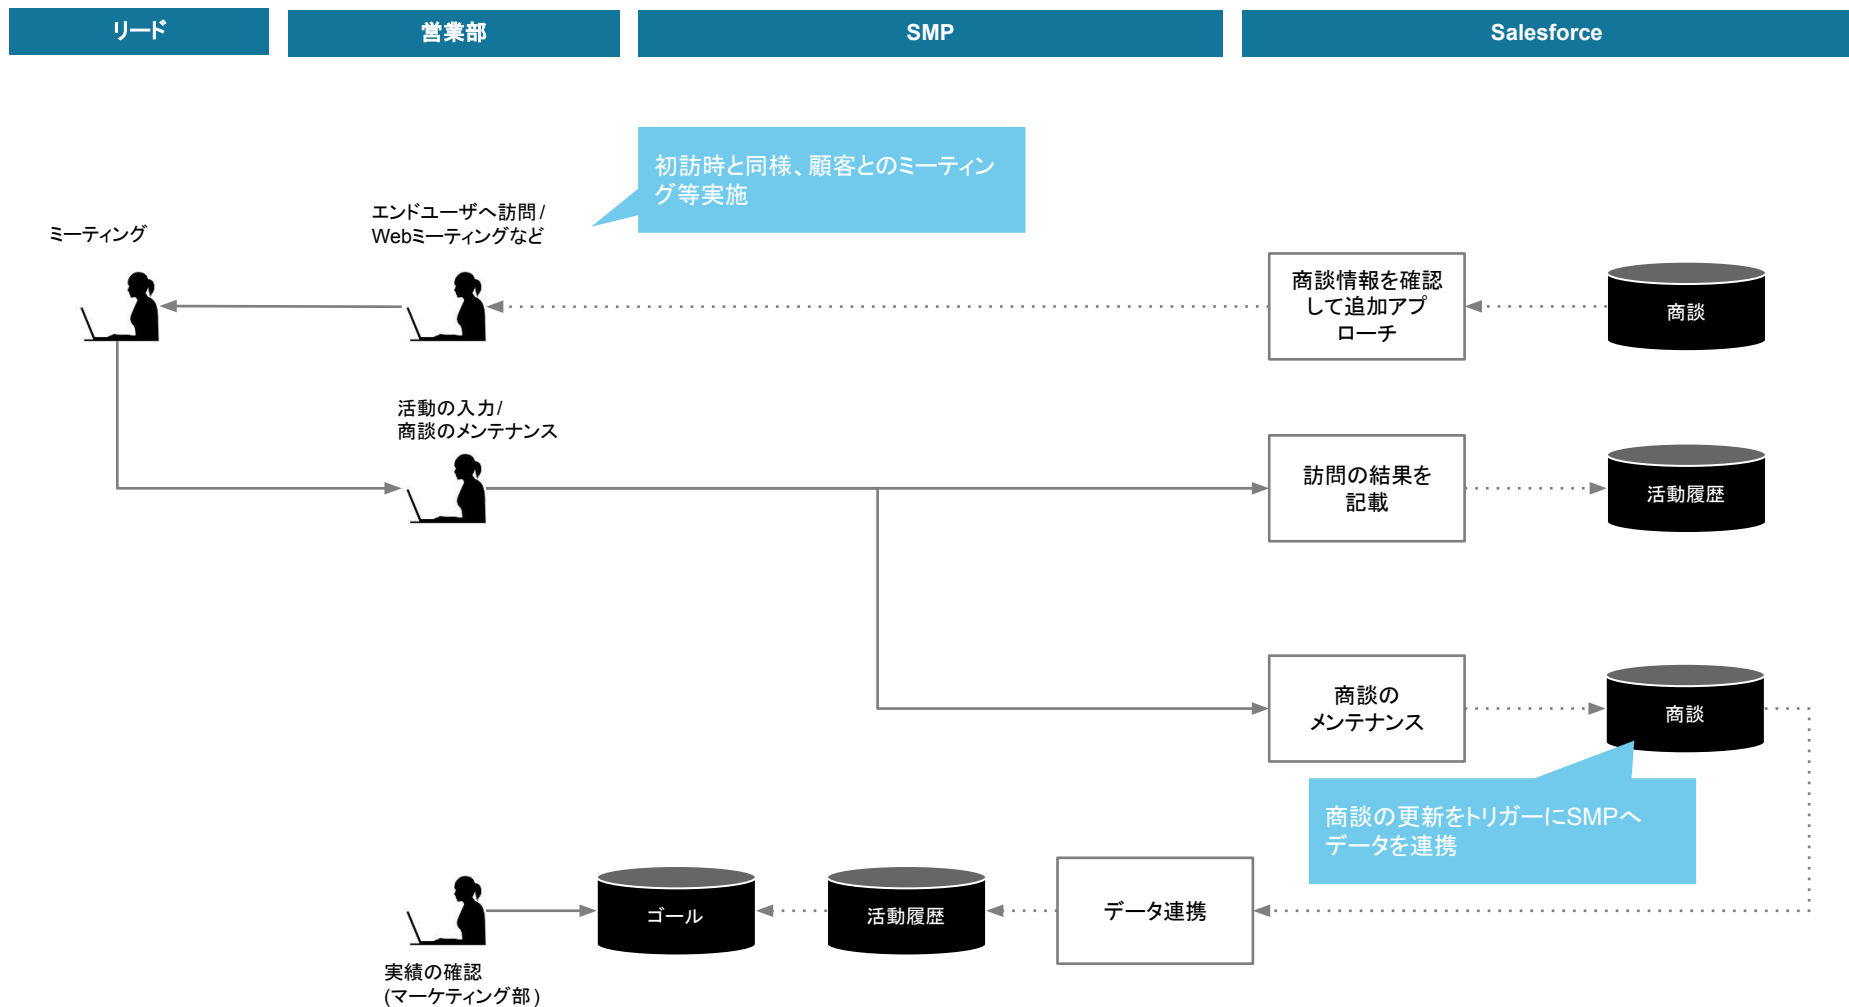 リード
営業部
SMP
Salesforce
初訪時と同様、顧客とのミーティン
グ等実施
ミーティング
エンドユーザへ訪問/
Webミーティングなど
商談情報を確認
して追加アプ
ローチ
商談
活動の入力/
商談のメンテナンス
訪問の結果を
記載
活動履歴
商談の
メンテナンス
商談
商談の更新をトリガーにSMPへ
データを連携
ゴール
活動履歴
データ連携
実績の確認
(マーケティング部)